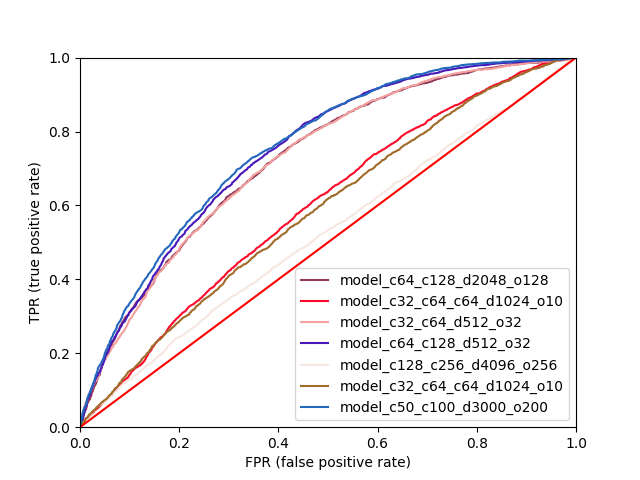 1.0
0.8
0.6
0.4
0.2
0.0
TPR (true positive rate)
model_c64_c128_d2048_o128
model_c32_c64_c64_d1024_o10
model_c32_c64_d512_o32
model_c64_c128_d512_o32
model_c128_c256_d4096_o256
model_c32_c64_c64_d1024_o10
model_c50_c100_d3000_o200
0.0 0.2 0.4 0.6 0.8 1.0
FPR (false positive rate)